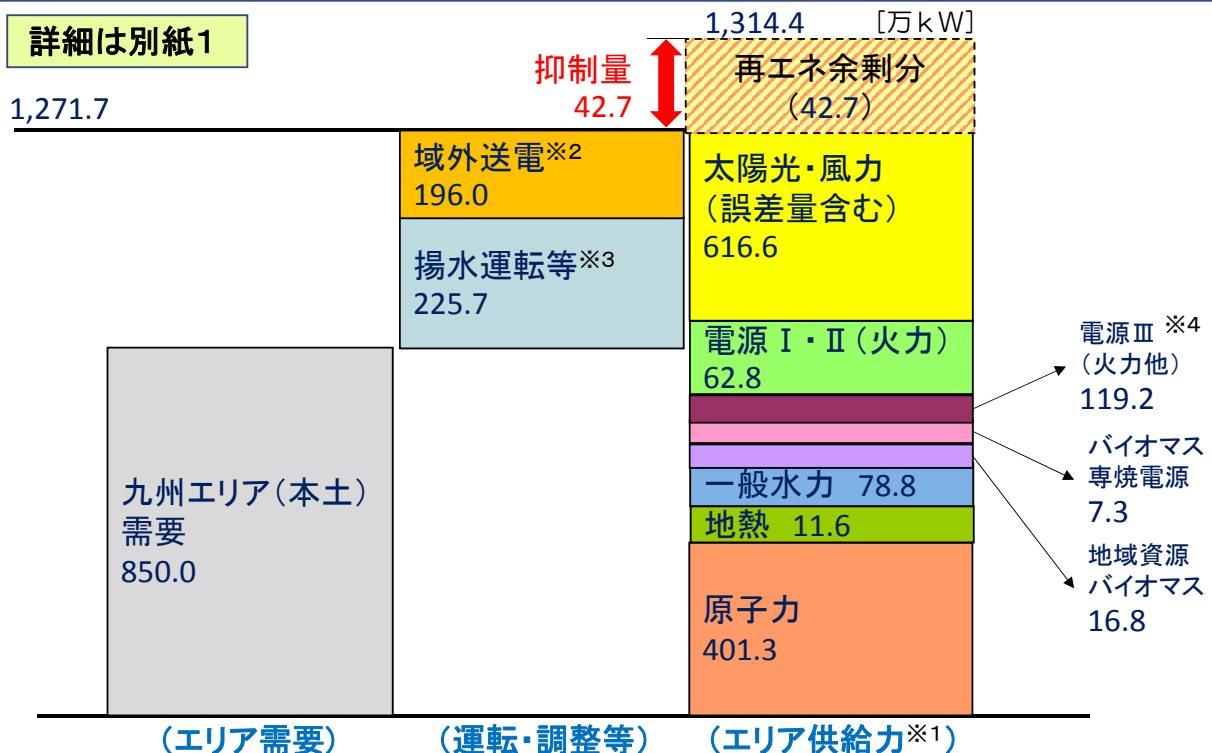 詳細は別紙1
1,314.4 [万kW]
抑制量
42.7
再エネ余剰分
(42.7)
1,271.7
域外送電※2
196.0
揚水運転等※3
225.7
太陽光・風力
(誤差量含む)
616.6
電源Ⅰ・Ⅱ(火力)
62.8
電源Ⅲ ※4
(火力他)
119.2
バイオマス
専焼電源
7.3
地域資源
バイオマス
16.8
一般水力 78.8
地熱 11.6
九州エリア(本土)
需要
850.0
原子力
401.3
(エリア需要) (運転・調整等) (エリア供給力※1)